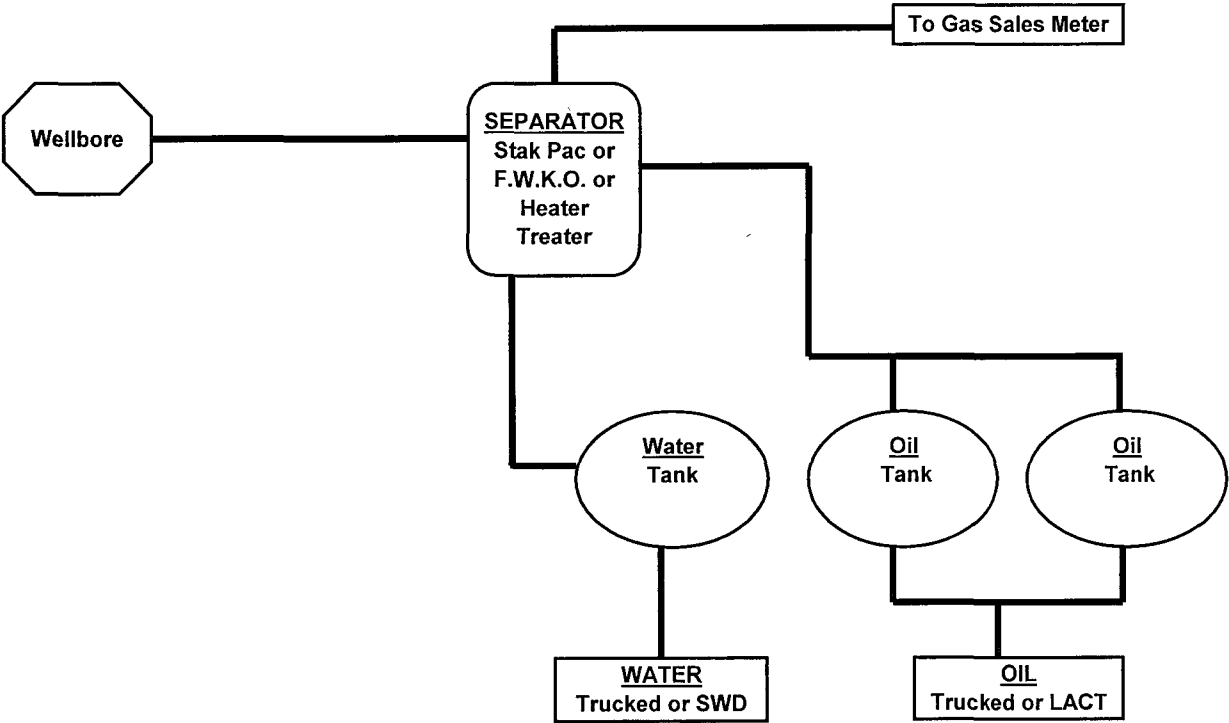 To Gas Sales Meter
Wellbore
SEPARATOR
Stak Pac or
F.W.K.O. or
Heater
Treater
Water
Tank
Oil
Tank
Oil
Tank
WATER
Trucked or SWD
OIL
Trucked or LACT